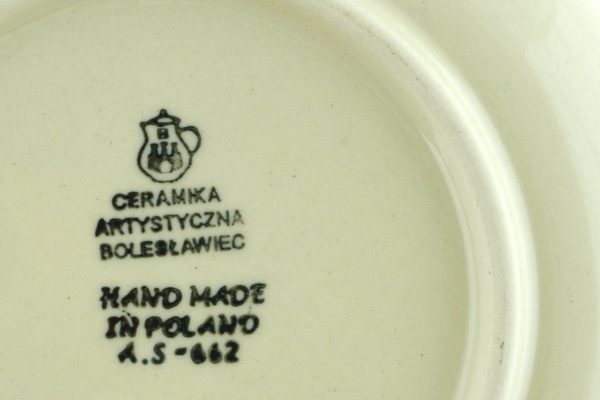 CERAMIKA
ARTYSTYCZNA
BOLESŁAWIEC
HAND MADE
IN POLAND
A.S-662